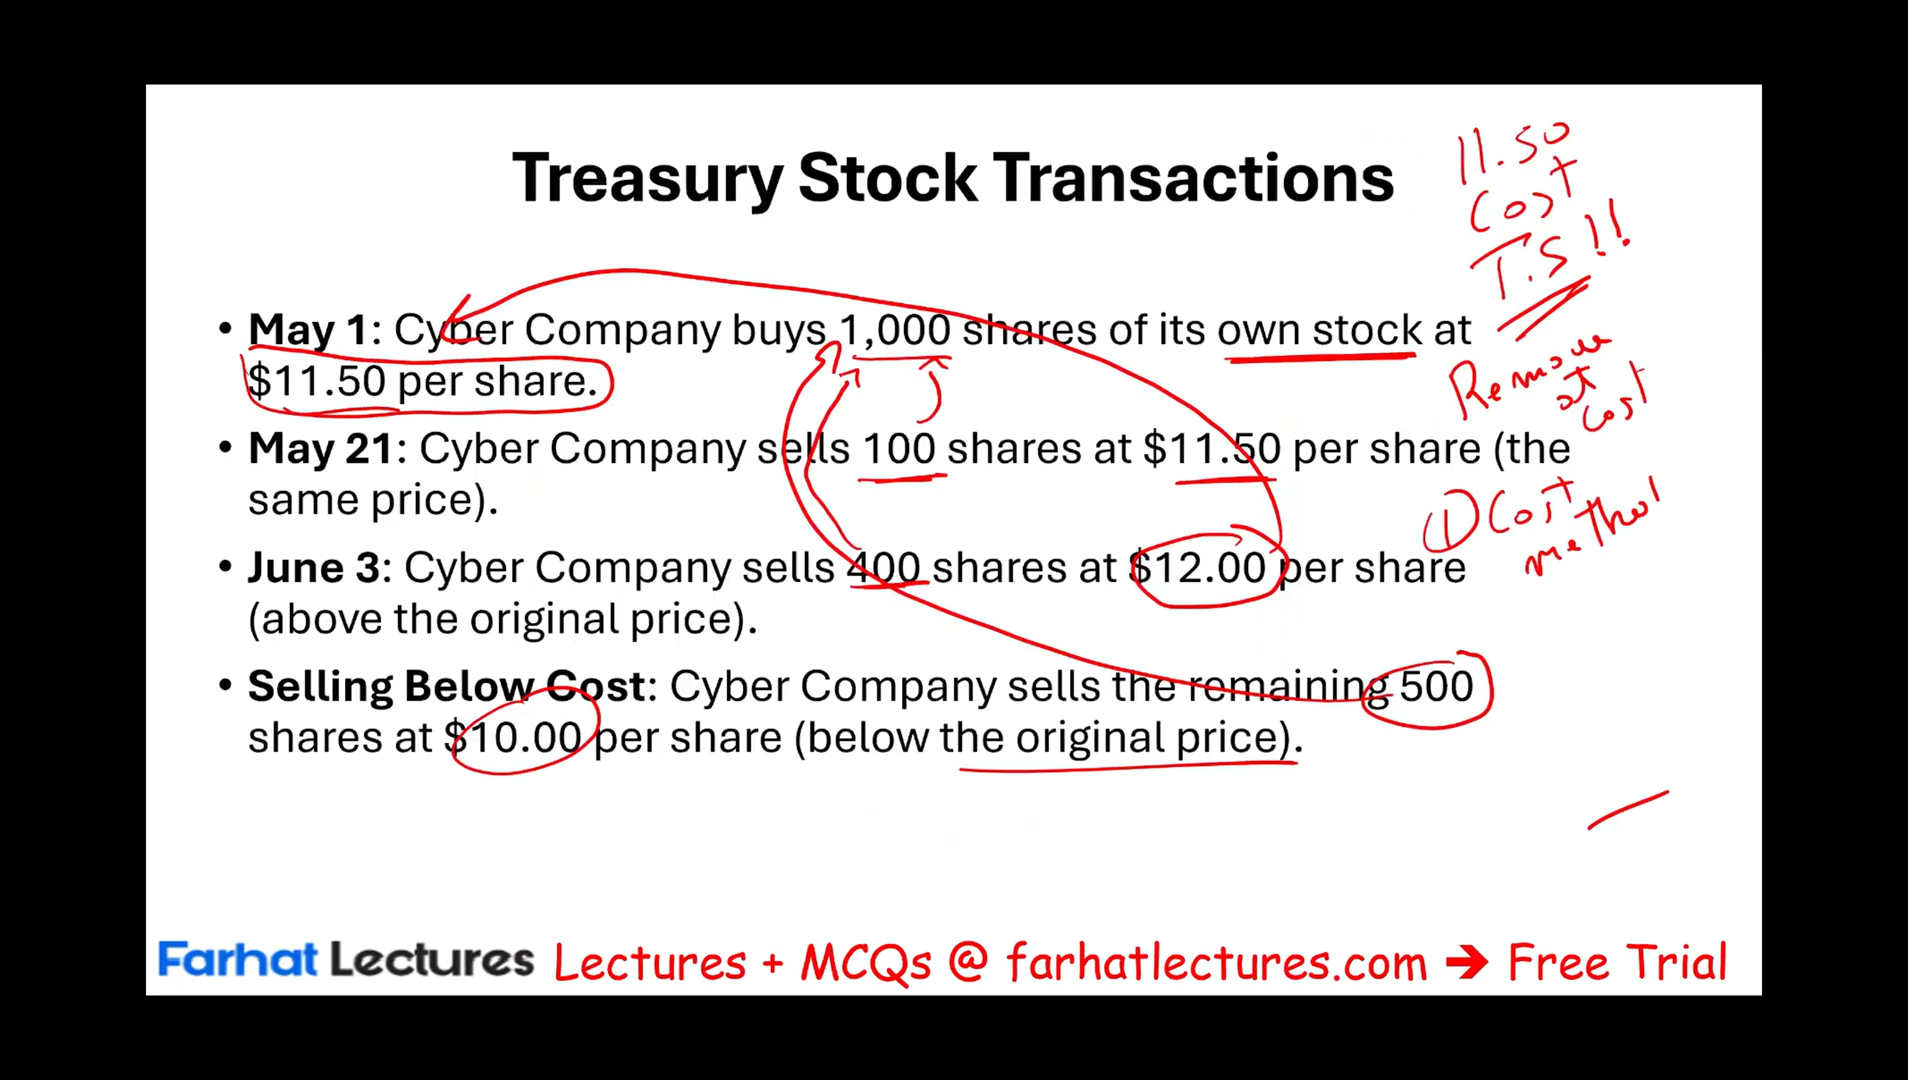 Treasury Stock Transactions
11.50
Cost
T.S!!
• May 1: Cyber Company buys 1,000 shares of its own stock at
$11.50 per share.
Remove
at
cost
• May 21: Cyber Company sells 100 shares at $11.50 per share (the
same price).
① Cost
method
• June 3: Cyber Company sells 400 shares at $12.00 per share
(above the original price).
• Selling Below Cost: Cyber Company sells the remaining 500
shares at $10.00 per share (below the original price).
Farhat Lectures Lectures + MCQs @ farhatlectures.com ➔ Free Trial